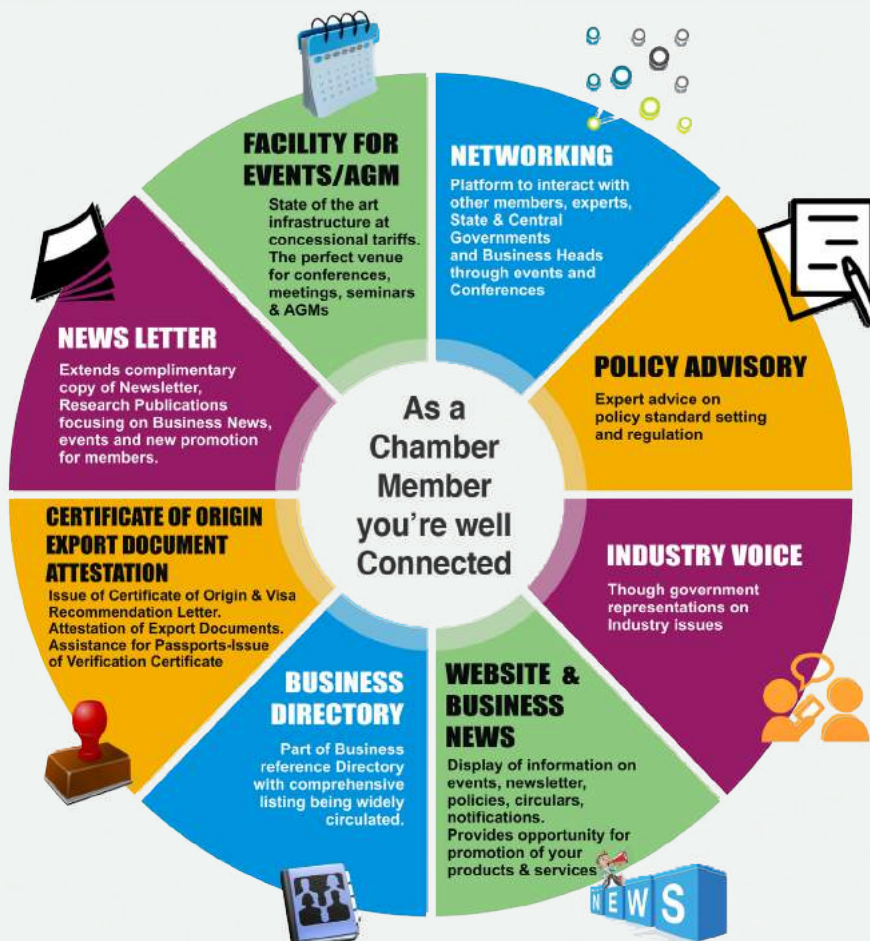 FACILITY FOR
EVENTS/AGM
State of the art
infrastructure at
concessional tariffs.
The perfect venue
for conferences,
meetings, seminars
& AGMs
NETWORKING
Platform to interact with
other members, experts,
State & Central
Governments
and Business Heads
through events and
Conferences
POLICY ADVISORY
Expert advice on
policy standard setting
and regulation
INDUSTRY VOICE
Though government
representations on
Industry issues
WEBSITE &
BUSINESS
NEWS
Display of information on
events, newsletter,
policies, circulars,
notifications.
Provides opportunity for
promotion of your
products & services
NEWS
BUSINESS
DIRECTORY
Part of Business
reference Directory
with comprehensive
listing being widely
circulated.
CERTIFICATE OF ORIGIN
EXPORT DOCUMENT
ATTESTATION
Issue of Certificate of Origin & Visa
Recommendation Letter.
Attestation of Export Documents.
Assistance for Passports-Issue
of Verification Certificate
NEWS LETTER
Extends complimentary
copy of Newsletter,
Research Publications
focusing on Business News,
events and new promotion
for members.
As a
Chamber
Member
you're well
Connected